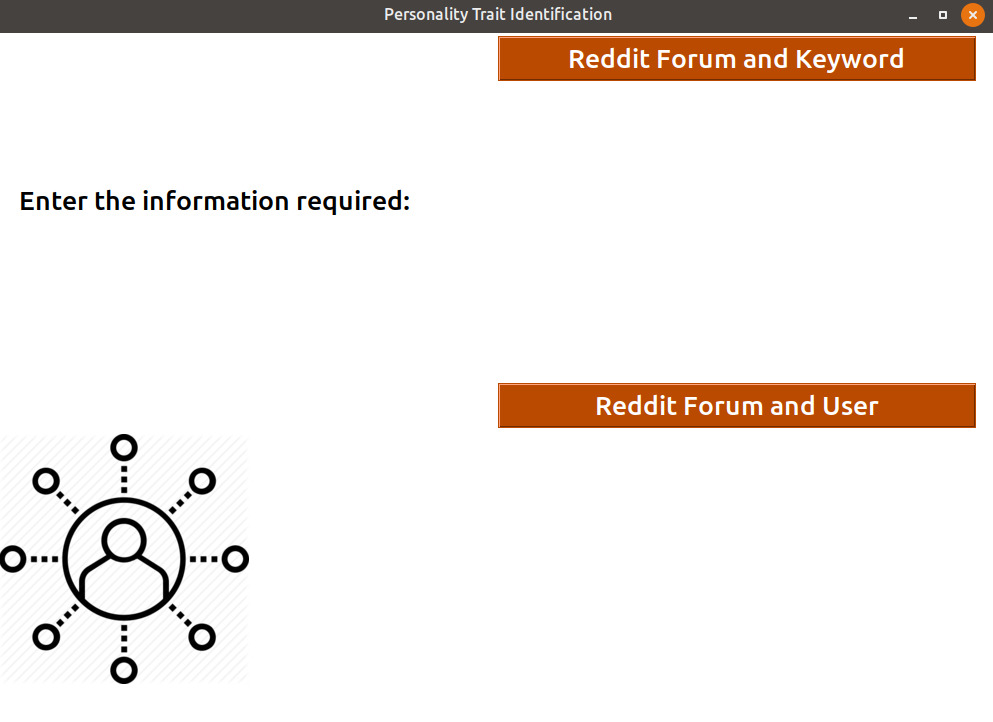 Personality Trait Identification
Reddit Forum and Keyword
Enter the information required:
Reddit Forum and User